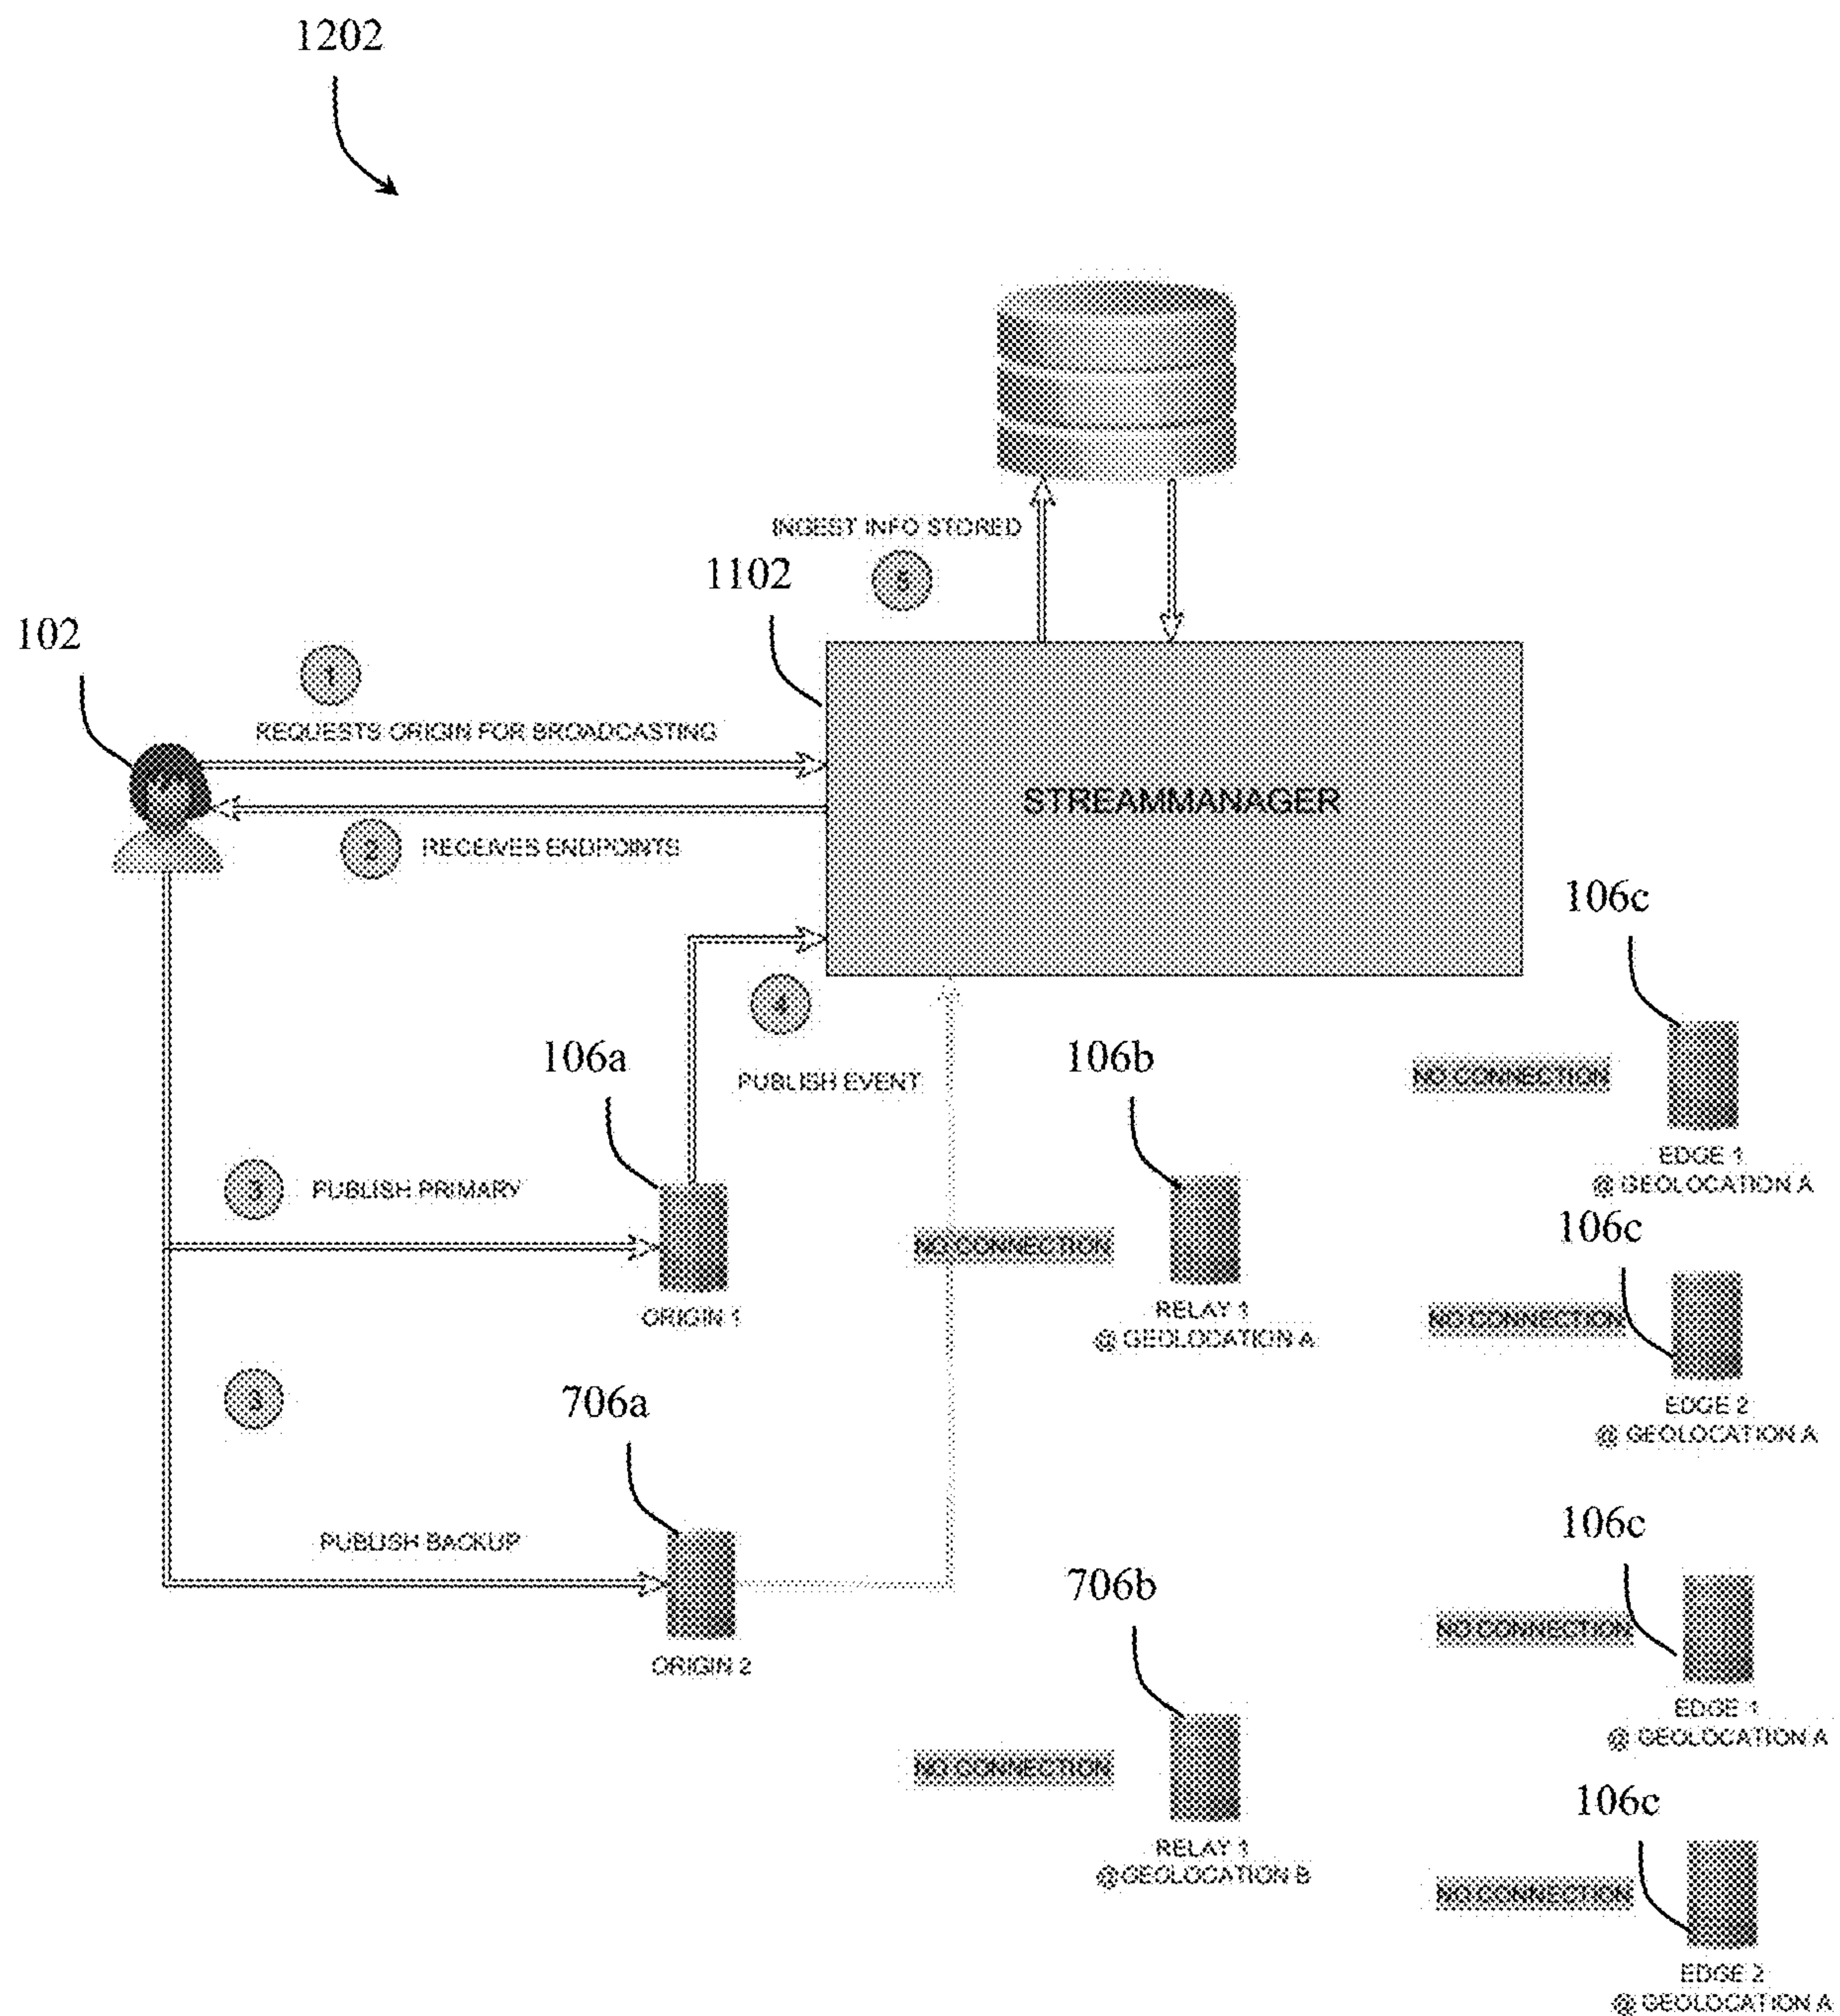 1202
INGEST INFO STORED
5
1102
102
1
REQUESTS ORIGIN FOR BROADCASTING
STREAMMANAGER
2
RECEIVES ENDPOINTS
106c
4
106a
PUBLISH EVENT
106b
NO CONNECTION
EDGE 1
@ GEOLOCATION A
3
PUBLISH PRIMARY
106c
NO CONNECTION
ORIGIN 1
RELAY 1
@ GEOLOCATION A
NO CONNECTION
3
706a
EDGE 2
@ GEOLOCATION A
106c
PUBLISH BACKUP
706b
NO CONNECTION
ORIGIN 2
EDGE 1
@ GEOLOCATION A
NO CONNECTION
106c
RELAY 1
@GEOLOCATION B
NO CONNECTION
EDGE 2
@ GEOLOCATION A